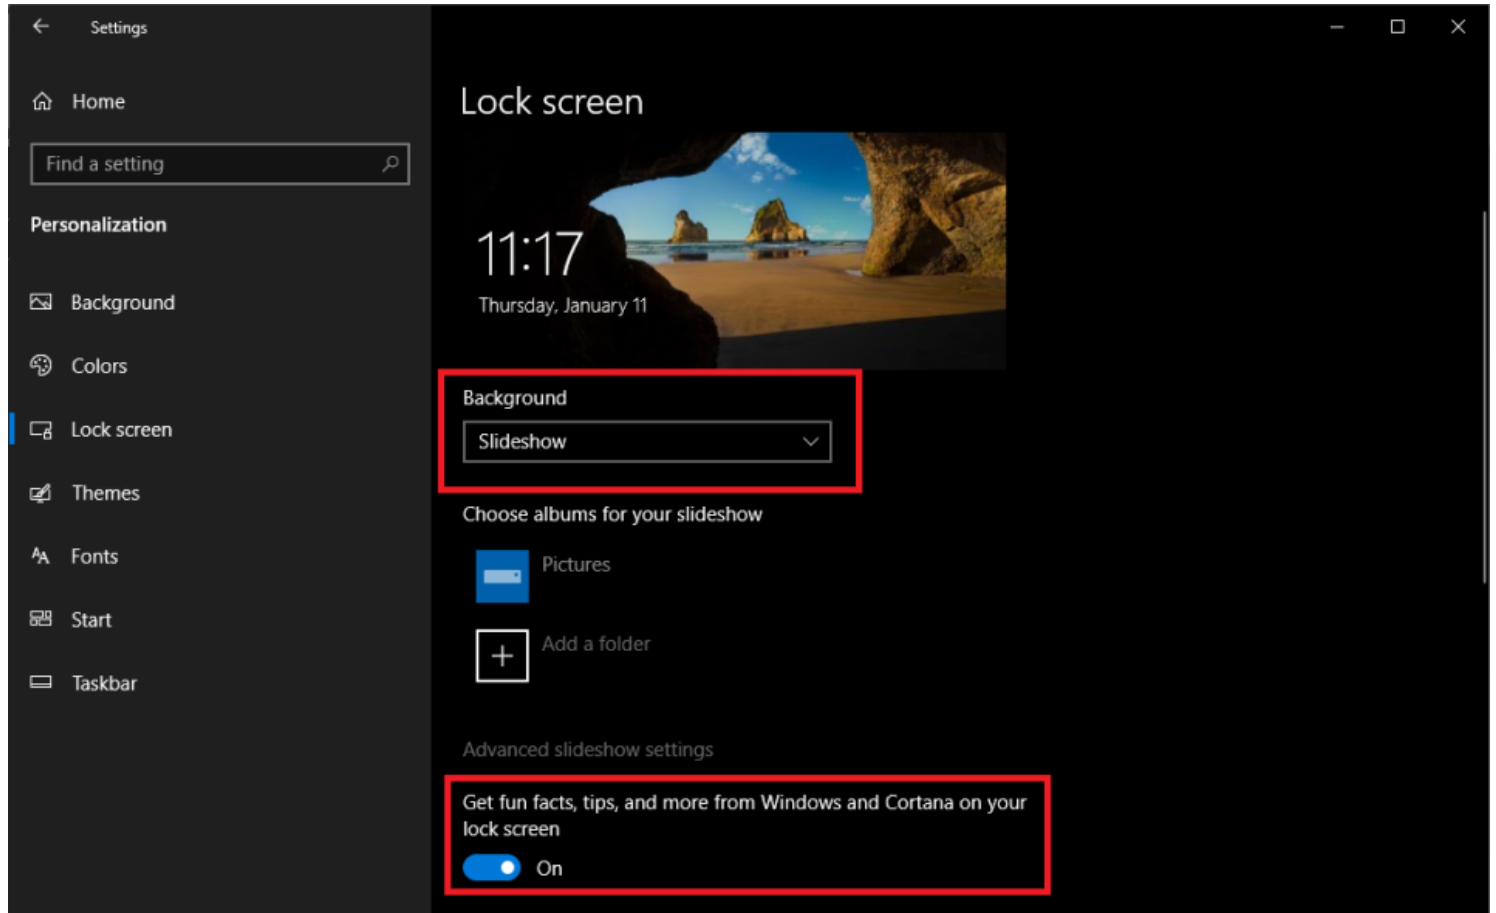 Settings
Home
Find a setting
Personalization
Background
Colors
Lock screen
Themes
Fonts
Start
Taskbar
Lock screen
11:17
Thursday, January 11
Background
Slideshow
Choose albums for your slideshow
Pictures
Add a folder
Advanced slideshow settings
Get fun facts, tips, and more from Windows and Cortana on your
lock screen
On